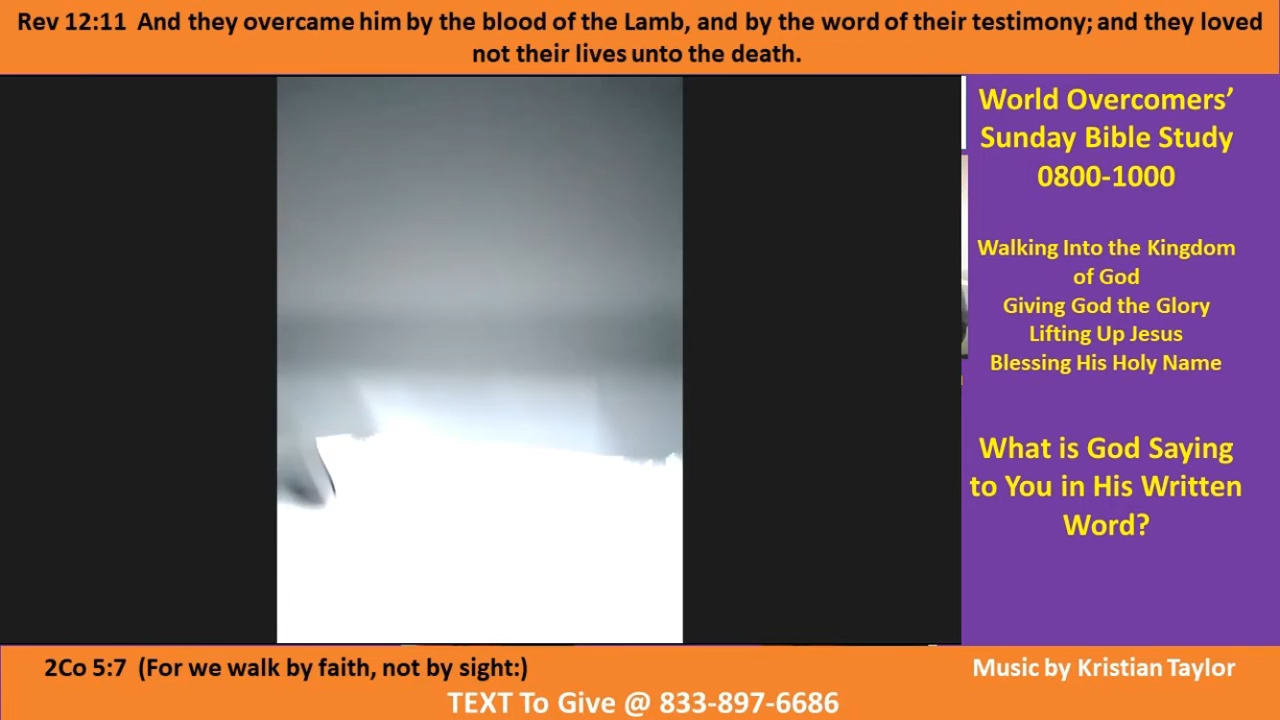 Rev 12:11  And they overcame him by the blood of the Lamb, and by the word of their testimony; and they loved
not their lives unto the death.
World Overcomers’
Sunday Bible Study
0800-1000
Walking Into the Kingdom
of God
Giving God the Glory
Lifting Up Jesus
Blessing His Holy Name
What is God Saying
to You in His Written
Word?
2Co 5:7  (For we walk by faith, not by sight:)
Music by Kristian Taylor
TEXT To Give @ 833-897-6686